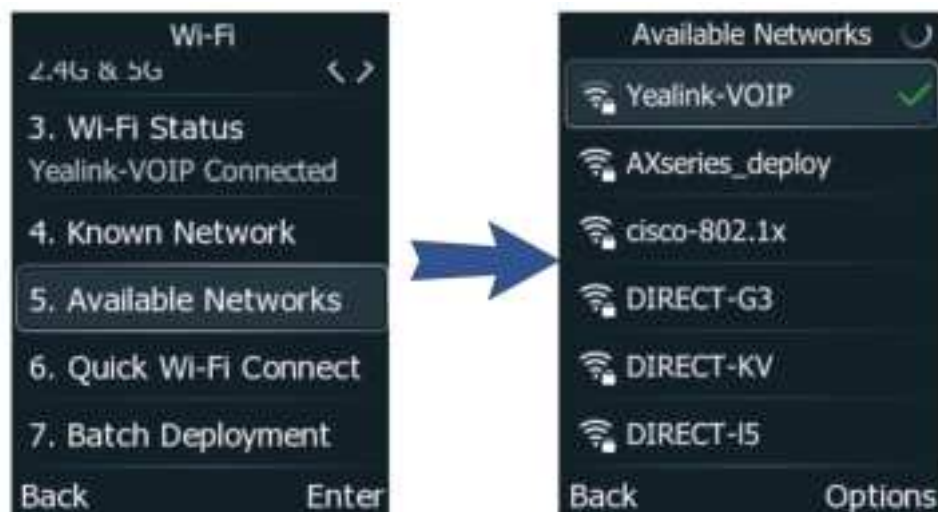 Wi-Fi
2.4G & 5G
3. Wi-Fi Status
Yealink-VOIP Connected
4. Known Network
5. Available Networks
6. Quick Wi-Fi Connect
7. Batch Deployment
Back Enter
Available Networks
Yealink-VOIP
AXseries_deploy
cisco-802.1x
DIRECT-G3
DIRECT-KV
DIRECT-l5
Back Options